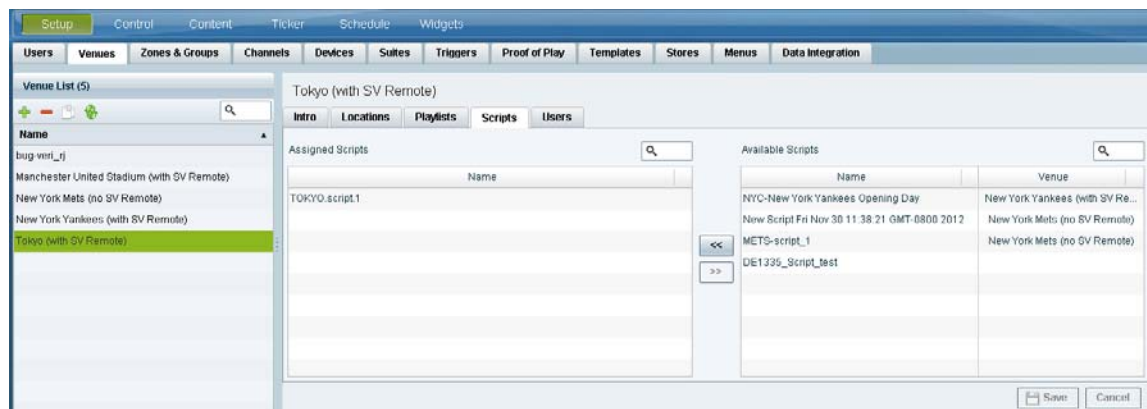 Setup Control Content Ticker Schedule Widgets
Users Venues Zones & Groups Channels Devices Suites Triggers Proof of Play Templates Stores Menus Data Integration
Venue List (5)
Name
bug-veri_rj
Manchester United Stadium (with SV Remote)
New York Mets (no SV Remote)
New York Yankees (with SV Remote)
Tokyo (with SV Remote)
Tokyo (with SV Remote)
Intro Locations Playlists Scripts Users
Assigned Scripts
Name
TOKYO.script.1
<<
>>
Available Scripts
Name Venue
NYC-New York Yankees Opening Day New York Yankees (with SV Re...
New Script Fri Nov 30 11:38:21 GMT-0800 2012 New York Mets (no SV Remote)
METS-script_1 New York Mets (no SV Remote)
DE1335_Script_test
Save Cancel